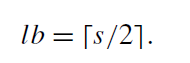 lb = ⌈s/2⌉.